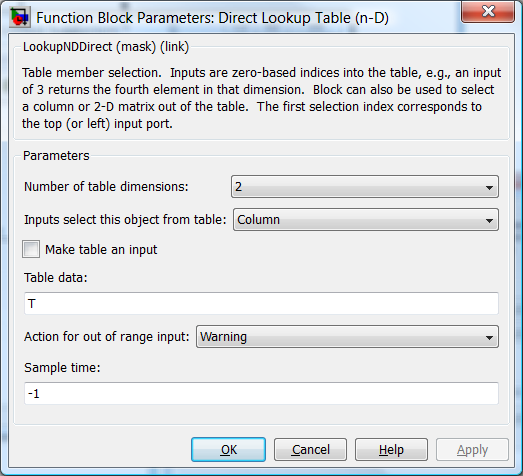 Function Block Parameters: Direct Lookup Table (n-D)
LookupNDDirect (mask) (link)
Table member selection.  Inputs are zero-based indices into the table, e.g., an input
of 3 returns the fourth element in that dimension.  Block can also be used to select
a column or 2-D matrix out of the table.  The first selection index corresponds to
the top (or left) input port.
Parameters
Number of table dimensions: 2
Inputs select this object from table: Column
Make table an input
Table data:
T
Action for out of range input: Warning
Sample time:
-1
OK Cancel Help Apply